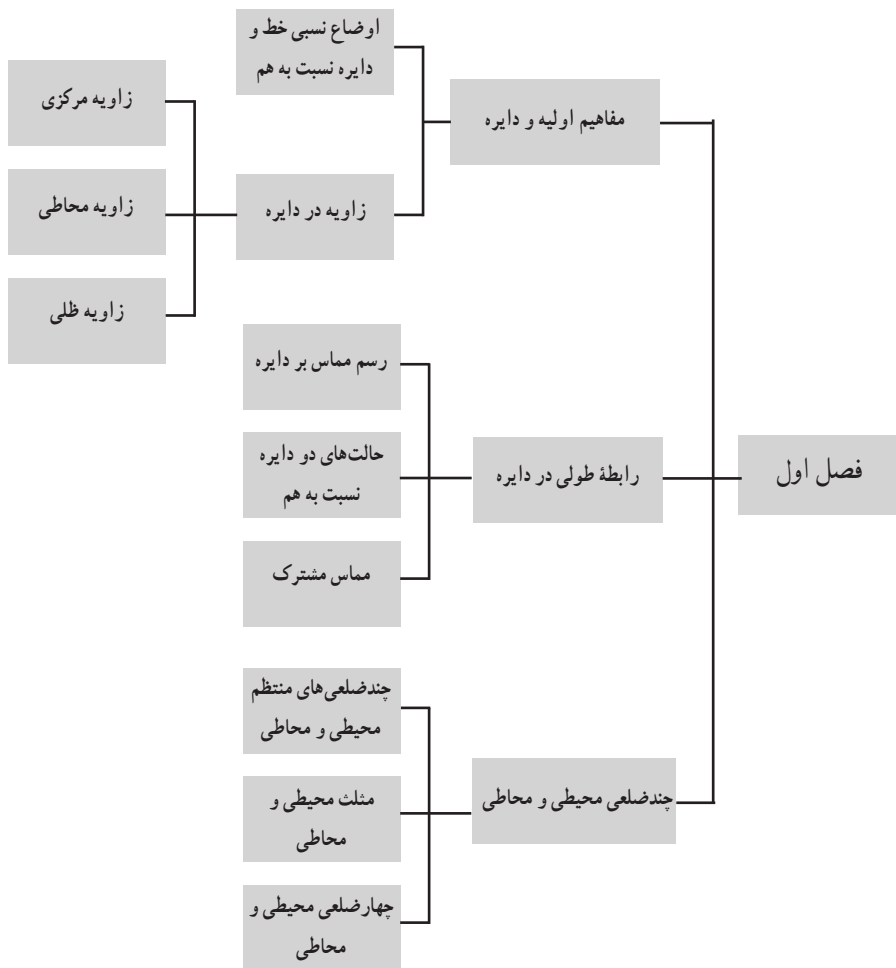 فصل اول
مفاهیم اولیه و دایره
اوضاع نسبی خط و
دایره نسبت به هم
زاویه در دایره
زاویه مرکزی
زاویه محاطی
زاویه ظلی
رابطهٔ طولی در دایره
رسم مماس بر دایره
حالت‌های دو دایره
نسبت به هم
مماس مشترک
چندضلعی محیطی و محاطی
چندضلعی‌های منتظم
محیطی و محاطی
مثلث محیطی و
محاطی
چهارضلعی محیطی و
محاطی